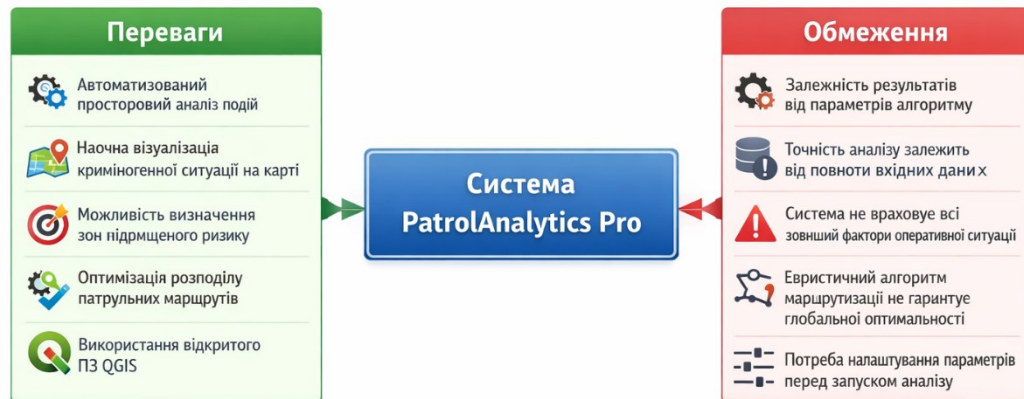 Переваги
Автоматизований
просторовий аналіз подій
Наочна візуалізація
криміногенної ситуації на карті
Можливість визначення
зон підрмщеного ризику
Оптимізація розподілу
патрульних маршрутів
Використання відкритого
ПЗ QGIS
Система
PatrolAnalytics Pro
Обмеження
Залежність результатів
від параметрів алгоритму
Точність аналізу залежить
від повноти вхідних даних
Система не враховує всі
зовнший фактори оперативної ситуації
Евристичний алгоритм
маршрутизації не гарантує
глобальної оптимальності
Потреба налаштування параметрів
перед запуском аналізу